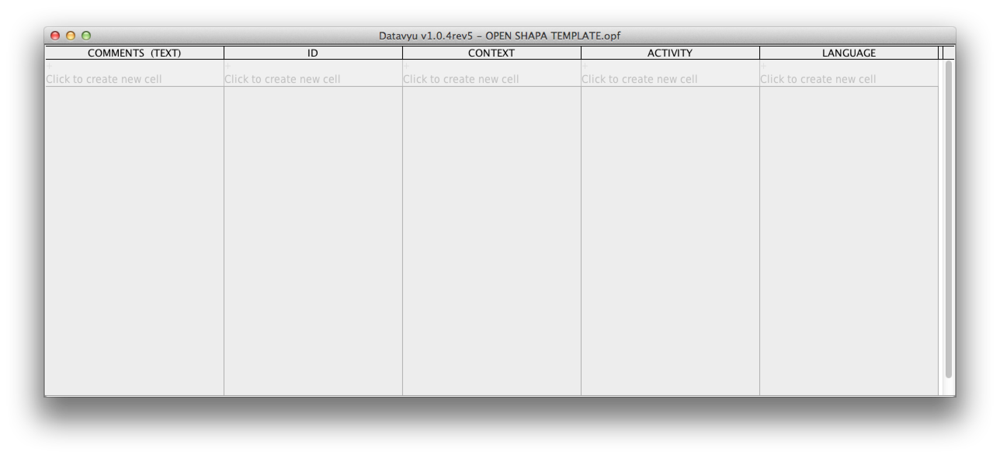 Datavyu v1.0.4rev5 – OPEN SHAPA TEMPLATE.opf
COMMENTS  (TEXT) ID CONTEXT ACTIVITY LANGUAGE
+ + + + +
Click to create new cell Click to create new cell Click to create new cell Click to create new cell Click to create new cell